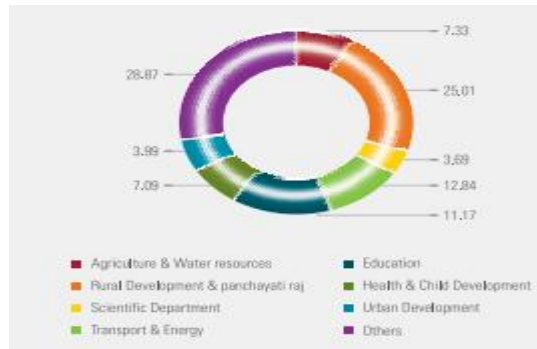 7.33
28.87
25.01
3.99
3.69
7.09
12.84
11.17
Agriculture & Water resources
Education
Rural Development & panchayati raj
Health & Child Development
Scientific Department
Urban Development
Transport & Energy
Others